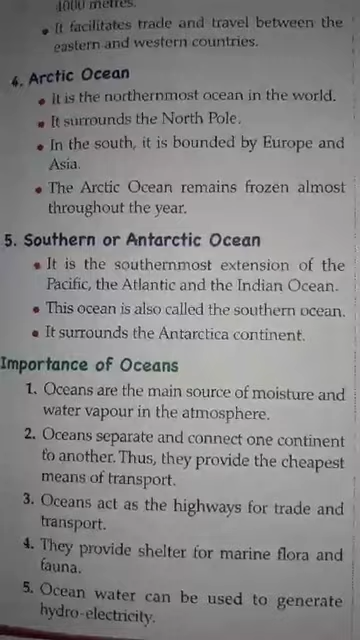 4000 metres.
• It facilitates trade and travel between the
eastern and western countries.
4. Arctic Ocean
• It is the northernmost ocean in the world.
• It surrounds the North Pole.
• In the south, it is bounded by Europe and
Asia.
• The Arctic Ocean remains frozen almost
throughout the year.
5. Southern or Antarctic Ocean
• It is the southernmost extension of the
Pacific, the Atlantic and the Indian Ocean.
• This ocean is also called the southern ocean.
• It surrounds the Antarctica continent.
Importance of Oceans
1. Oceans are the main source of moisture and
water vapour in the atmosphere.
2. Oceans separate and connect one continent
to another. Thus, they provide the cheapest
means of transport.
3. Oceans act as the highways for trade and
transport.
4. They provide shelter for marine flora and
fauna.
5. Ocean water can be used to generate
hydro-electricity.